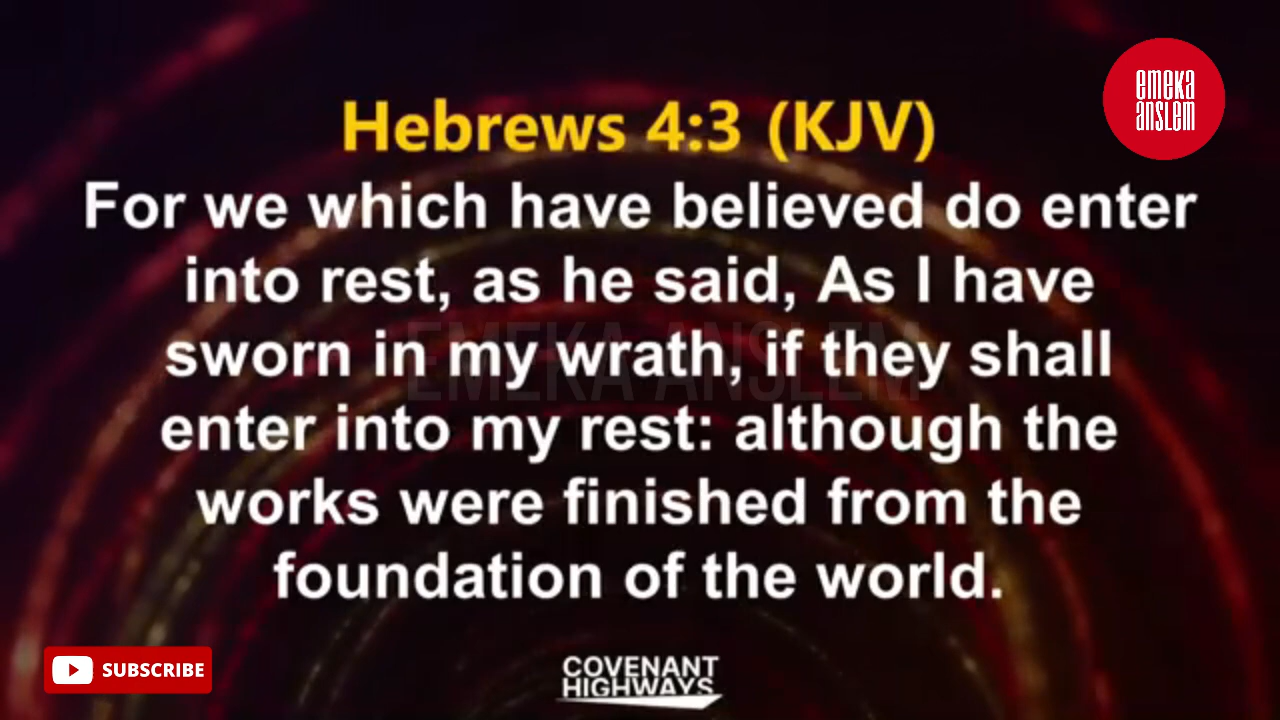 emeka
anslem
Hebrews 4:3 (KJV)
For we which have believed do enter
into rest, as he said, As I have
sworn in my wrath, if they shall
enter into my rest: although the
works were finished from the
foundation of the world.
EMEKA ANSLEM
SUBSCRIBE
COVENANT
HIGHWAYS